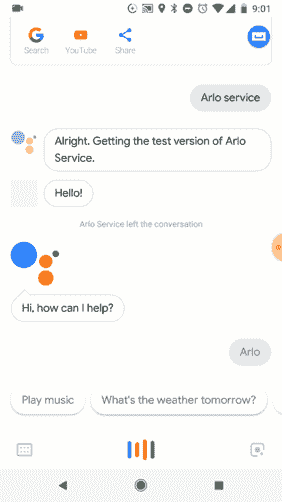 9:01
Search
YouTube
Share
Arlo service
Alright. Getting the test version of Arlo
Service.
Hello!
Arlo Service left the conversation
Hi, how can I help?
Arlo
Play music
What's the weather tomorrow?